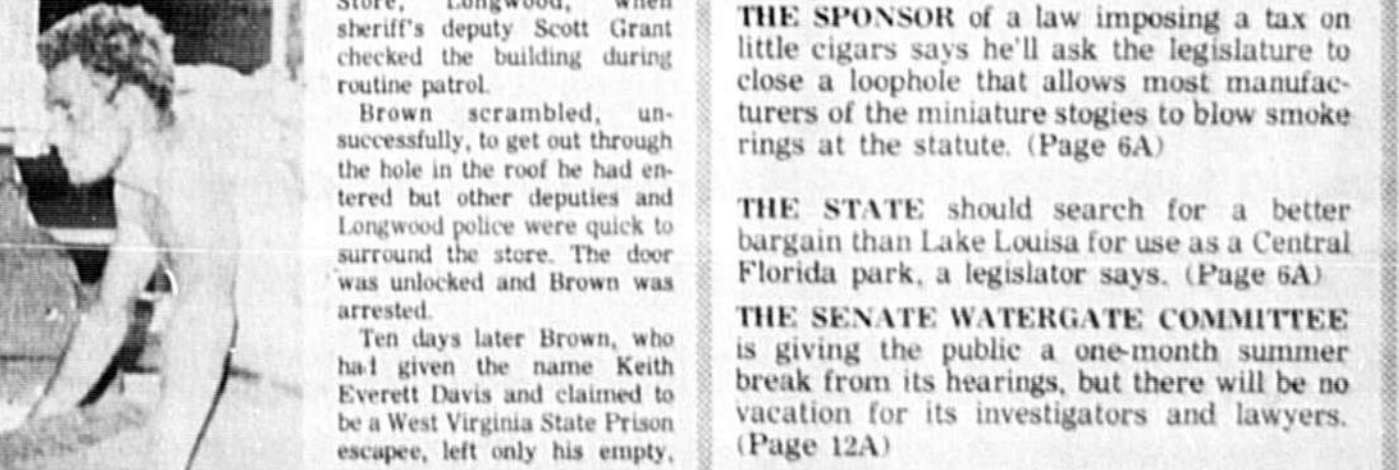 Store, Longwood, when
sheriff's deputy Scott Grant
checked the building during
routine patrol.
Brown scrambled, un-
successfully, to get out through
the hole in the roof he had en-
tered but other deputies and
Longwood police were quick to
surround the store. The door
was unlocked and Brown was
arrested.
Ten days later Brown, who
had given the name Keith
Everett Davis and claimed to
be a West Virginia State Prison
escapee, left only his empty,
THE SPONSOR of a law imposing a tax on
little cigars says he'll ask the legislature to
close a loophole that allows most manufac-
turers of the miniature stogies to blow smoke
rings at the statute. (Page 6A)
THE STATE should search for a better
bargain than Lake Louisa for use as a Central
Florida park, a legislator says. (Page 6A)
THE SENATE WATERGATE COMMITTEE
is giving the public a one-month summer
break from its hearings, but there will be no
vacation for its investigators and lawyers.
(Page 12A)